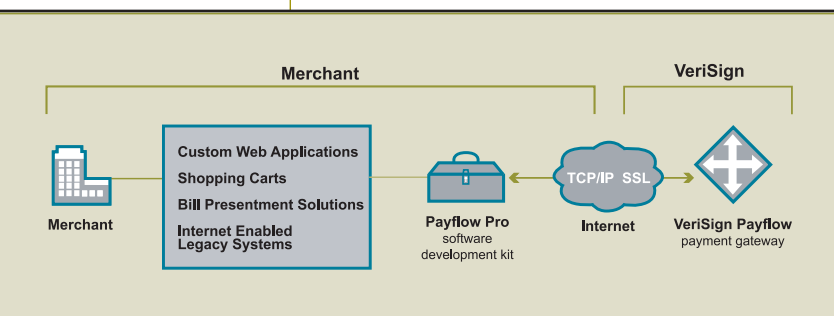 Merchant
VeriSign
Custom Web Applications
Shopping Carts
Bill Presentment Solutions
Internet Enabled
Legacy Systems
TCP/IP SSL
Merchant
Payflow Pro
software
development kit
Internet
VeriSign Payflow
payment gateway